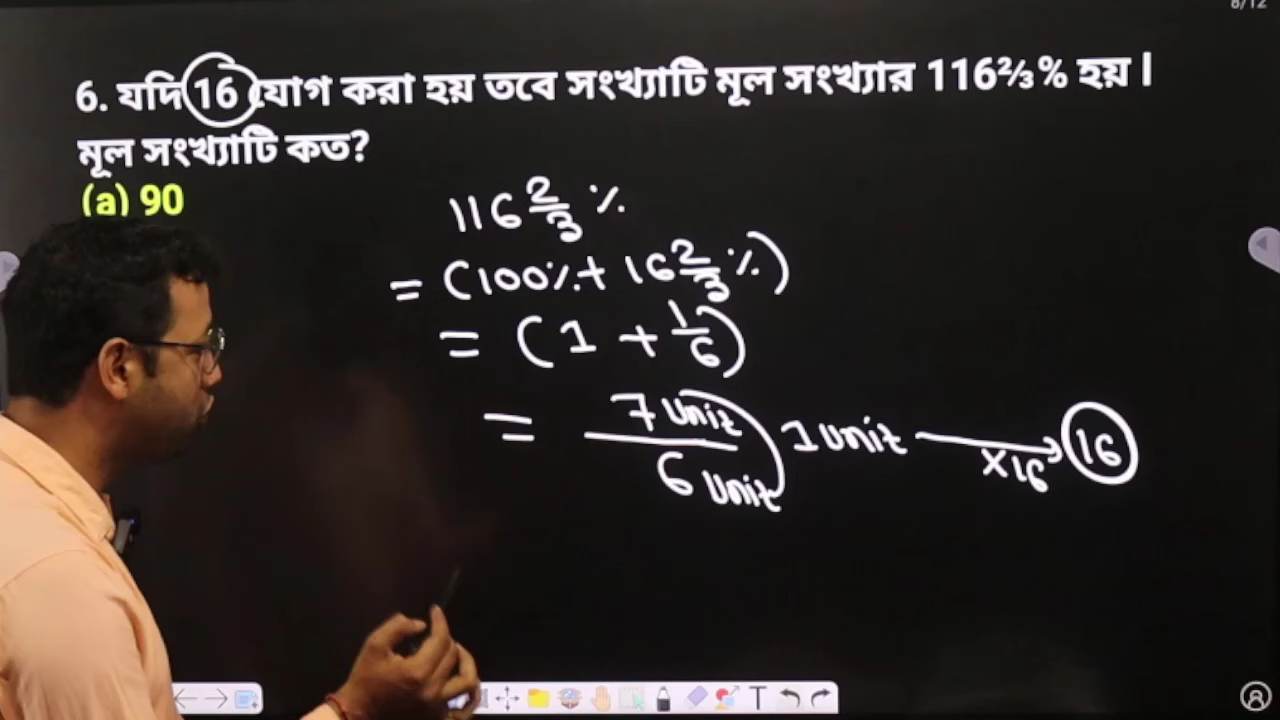 8/12
6. যদি 16 যোগ করা হয় তবে সংখ্যাটি মূল সংখ্যার 116⅔% হয় |
মূল সংখ্যাটি কত?
(a) 90
116 2/3 %
= (100% + 16 2/3 %)
= (1 + 1/6)
= 7 unit / 6 unit ) 1 unit → ×16 16
T